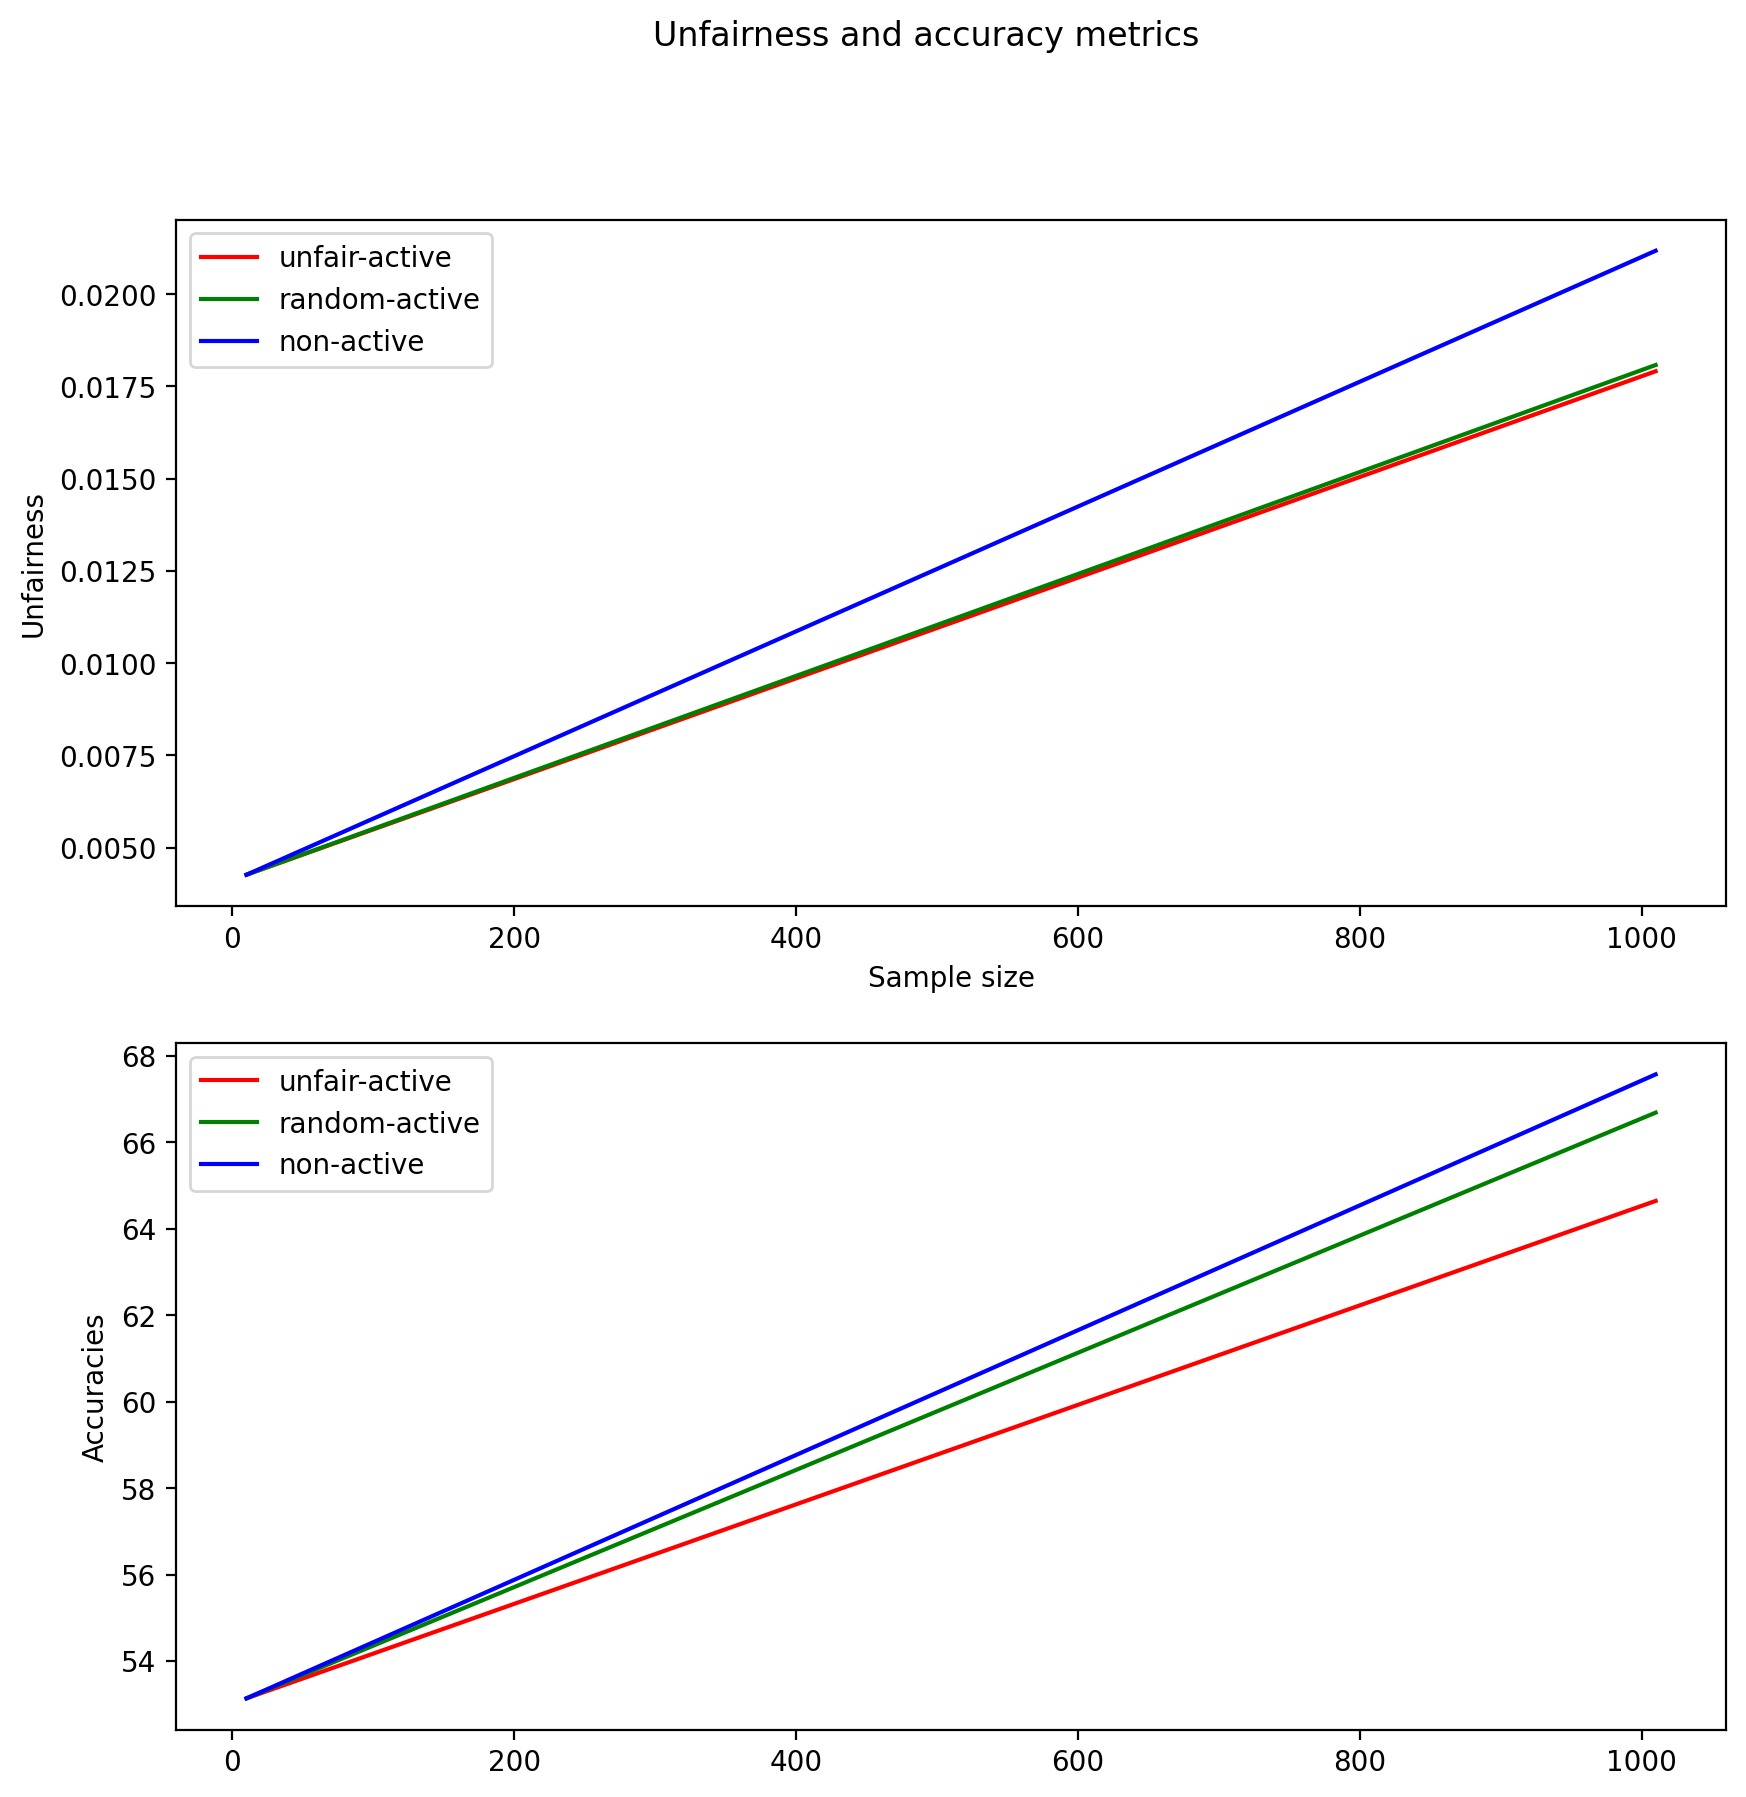 Unfairness and accuracy metrics
unfair-active
random-active
non-active
0.0200
0.0175
0.0150
0.0125
0.0100
0.0075
0.0050
Unfairness
0 200 400 600 800 1000
Sample size
unfair-active
random-active
non-active
68
66
64
62
60
58
56
54
Accuracies
0 200 400 600 800 1000